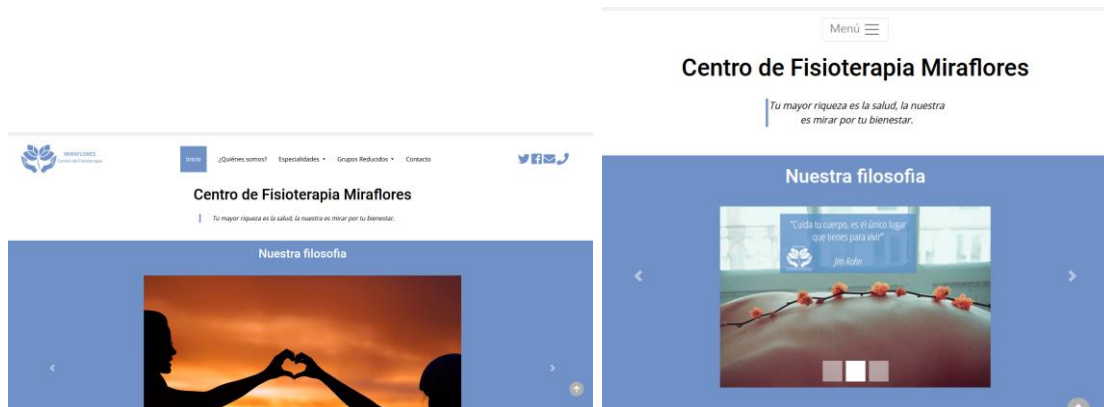 MIRAFLORES
Centro de Fisioterapia
Inicio
¿Quiénes somos?
Especialidades
Grupos Reducidos
Contacto
Centro de Fisioterapia Miraflores
Tu mayor riqueza es la salud, la nuestra es mirar por tu bienestar.
Nuestra filosofia
Menú
Centro de Fisioterapia Miraflores
Tu mayor riqueza es la salud, la nuestra
es mirar por tu bienestar.
Nuestra filosofia
"Cuida tu cuerpo, es el único lugar
que tienes para vivir"
Jim Rohn